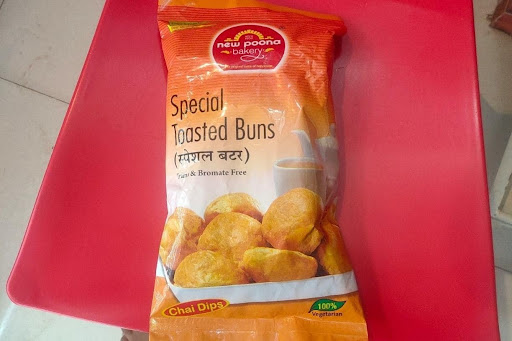 new poona
bakery
Special
Toasted Buns
(स्पेशल बटर)
& Bromate Free
Chai Dips
100%
Vegetarian